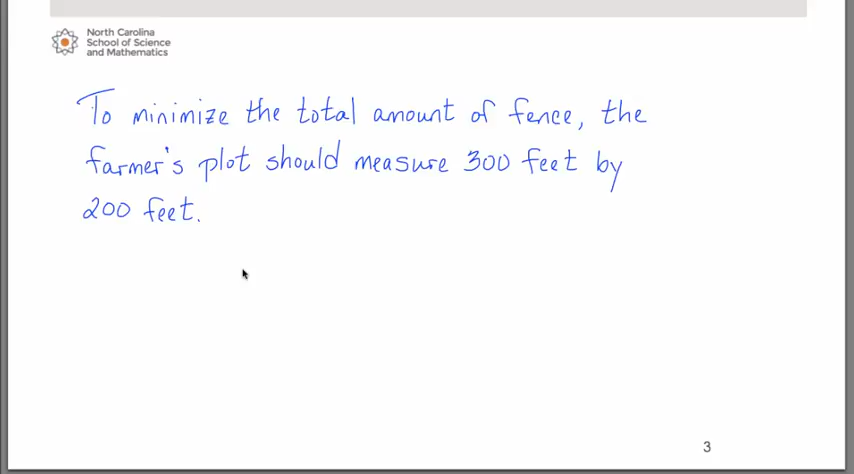 North Carolina
School of Science
and Mathematics
To minimize the total amount of fence, the
farmer's plot should measure 300 feet by
200 feet.
3